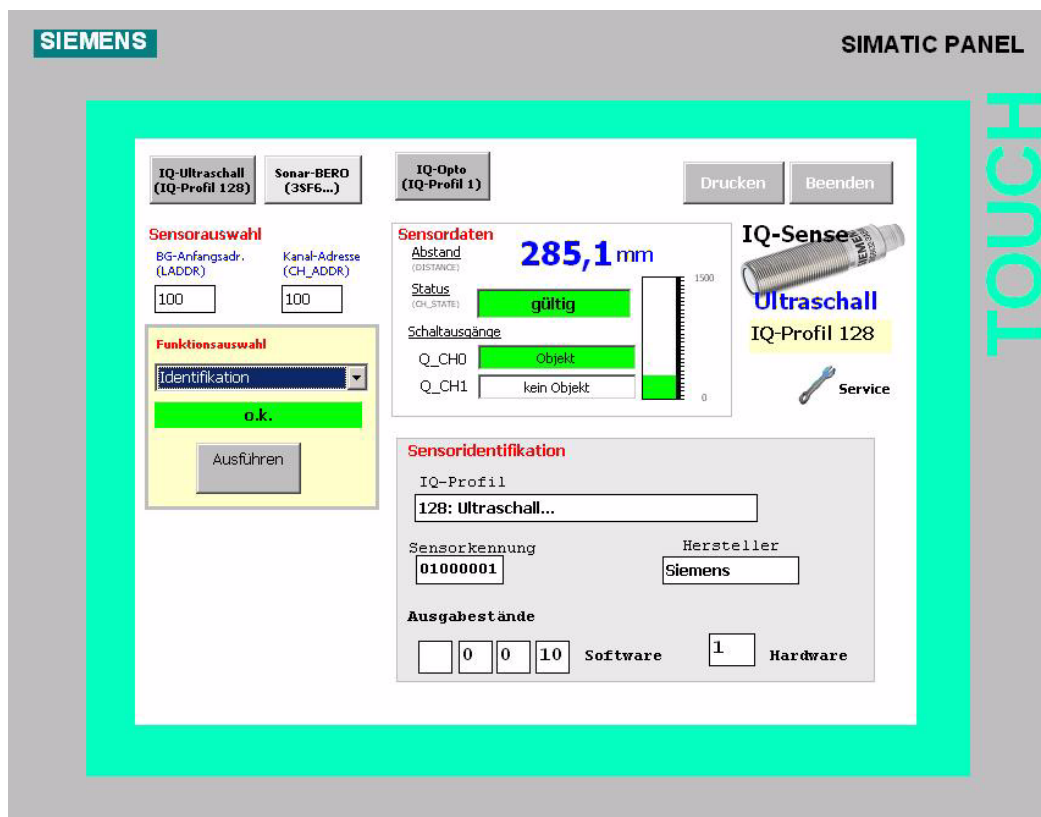 SIEMENS
SIMATIC PANEL
TOUCH
IQ-Ultraschall
(IQ-Profil 128)
Sonar-BERO
(3SF6...)
IQ-Opto
(IQ-Profil 1)
Drucken
Beenden
Sensorauswahl
BG-Anfangsadr.
(LADDR)
Kanal-Adresse
(CH_ADDR)
100
100
Funktionsauswahl
Identifikation
o.k.
Ausführen
Sensordaten
Abstand
(DISTANCE)
285,1 mm
Status
(CH_STATE)
gültig
Schaltausgänge
Q_CH0
Objekt
Q_CH1
kein Objekt
1500
0
IQ-Sense
SIEMENS
Ultraschall
IQ-Profil 128
Service
Sensoridentifikation
IQ-Profil
128: Ultraschall...
Sensorkennung
Hersteller
01000001
Siemens
Ausgabestände
0 0 10 Software
1 Hardware